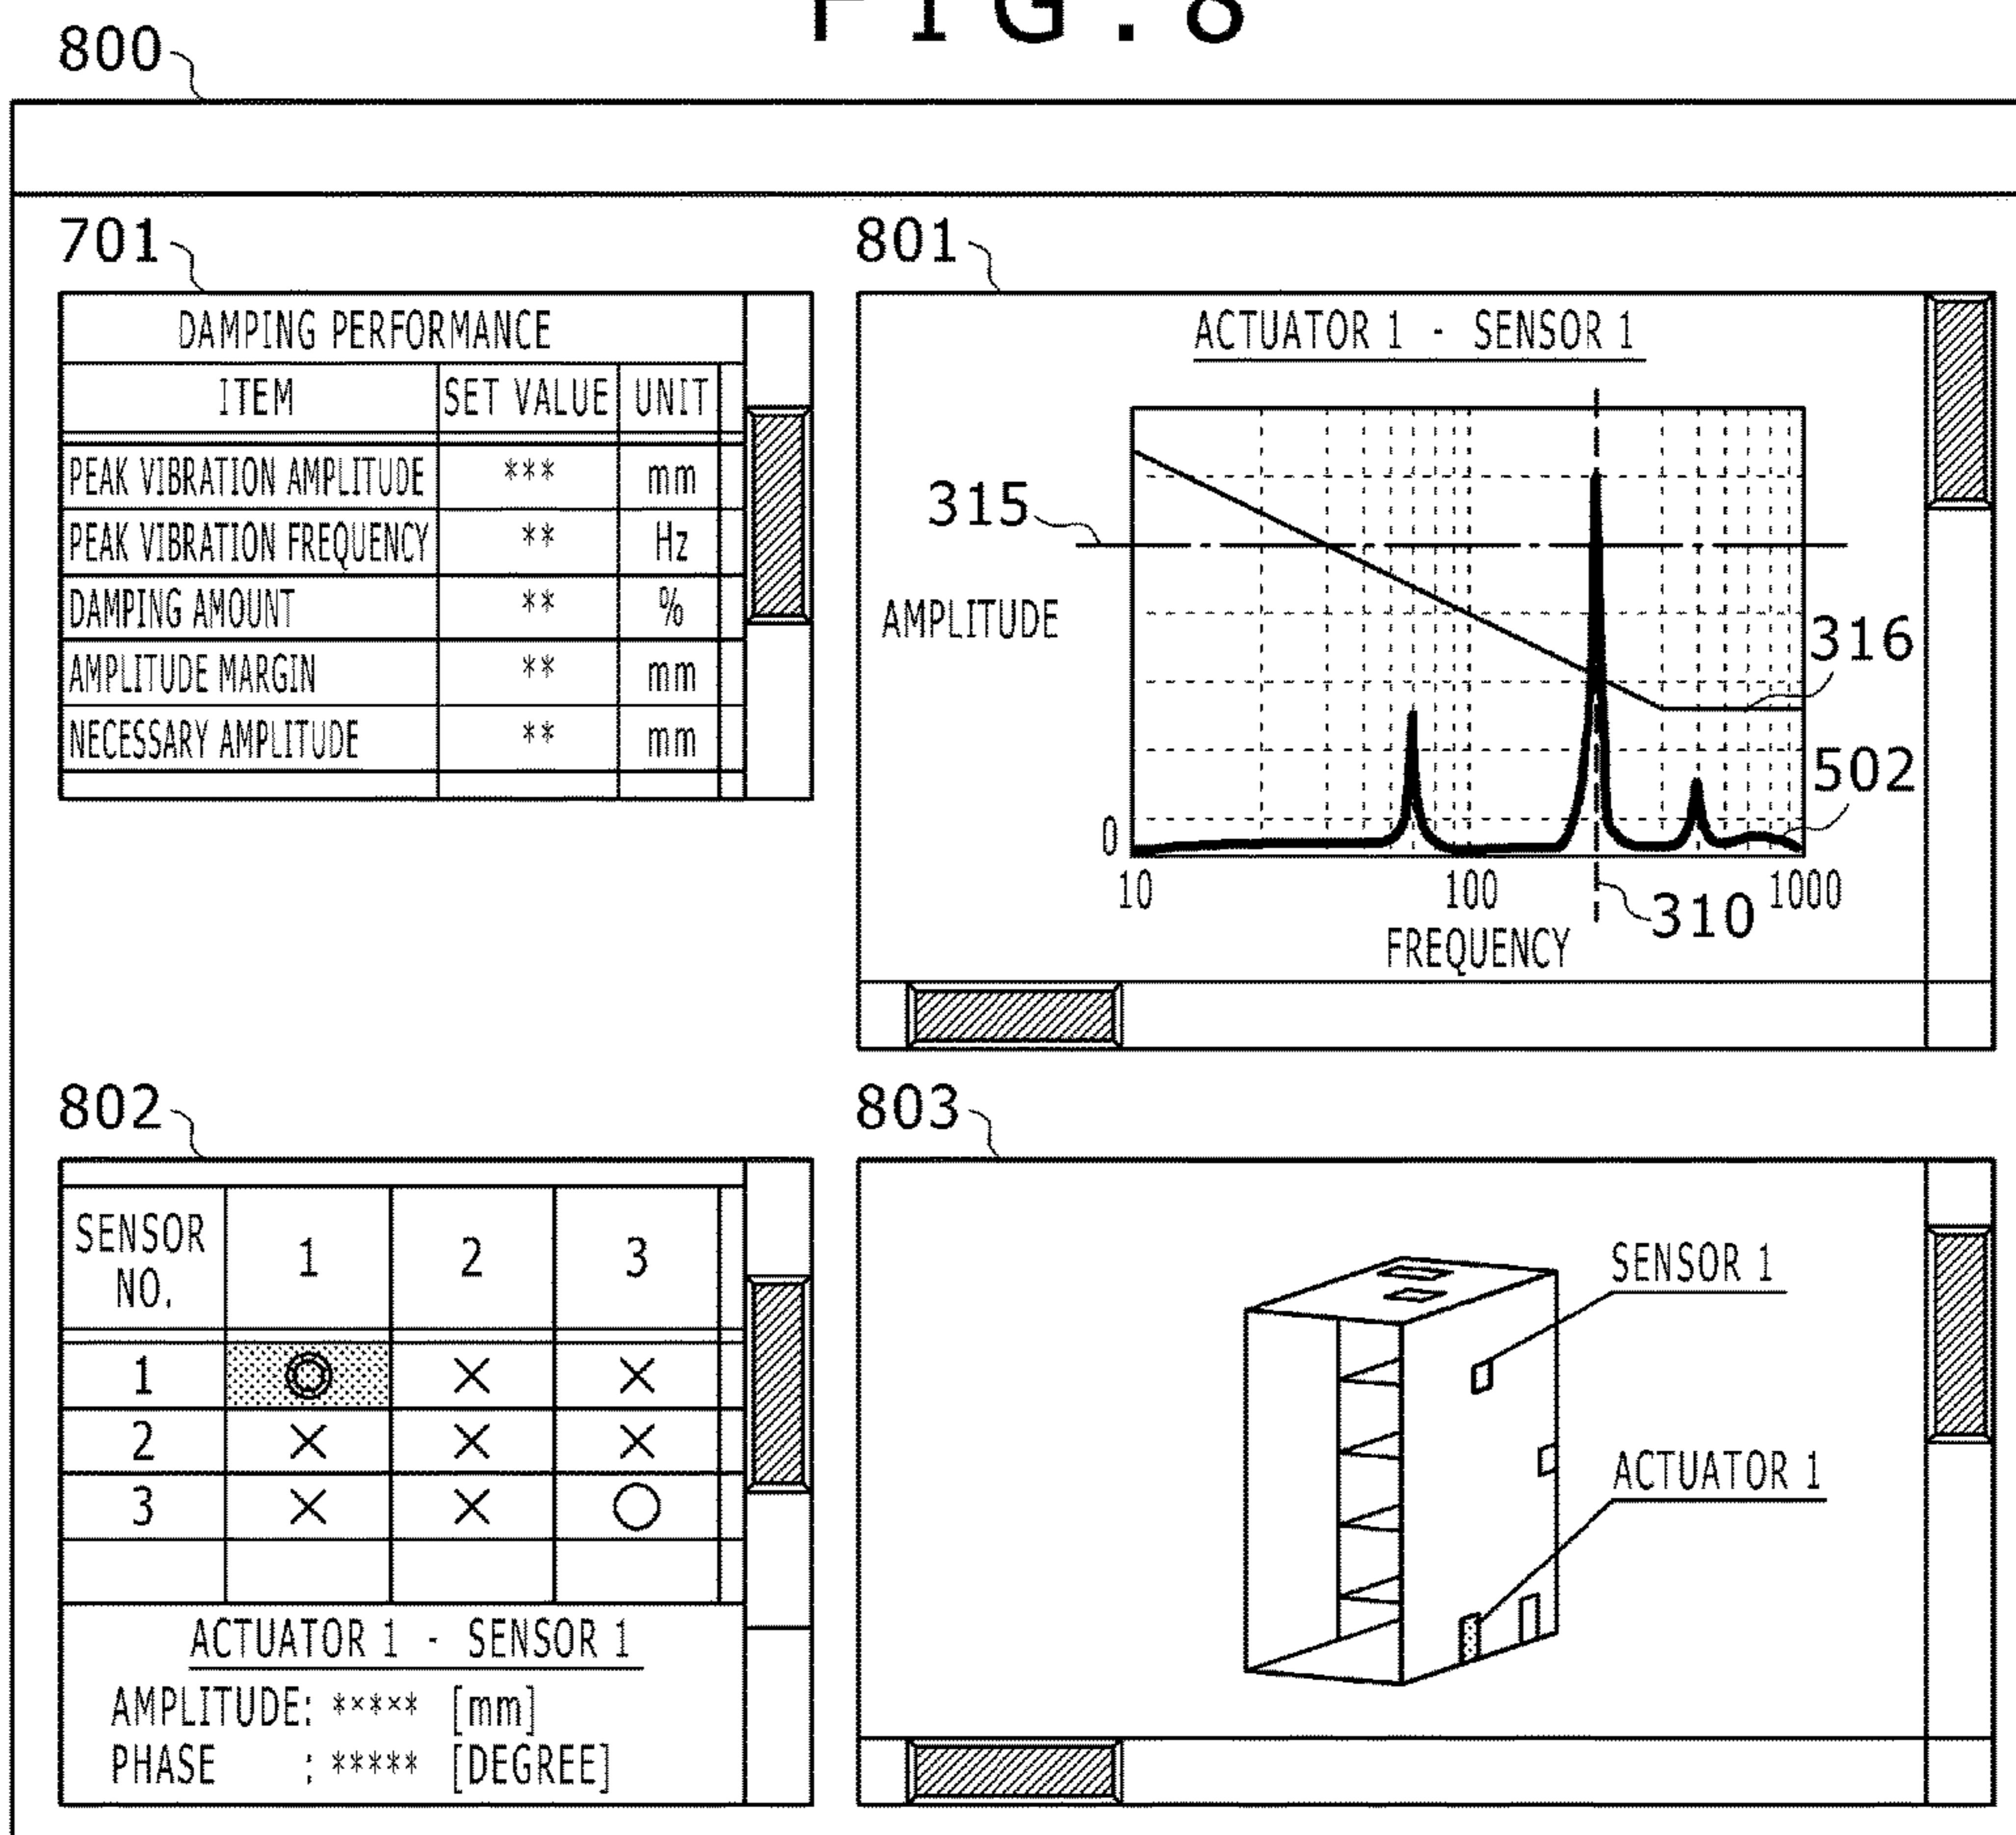 FIG.8
800
701
DAMPING PERFORMANCE
ITEM SET VALUE UNIT
PEAK VIBRATION AMPLITUDE *** mm
PEAK VIBRATION FREQUENCY ** Hz
DAMPING AMOUNT ** %
AMPLITUDE MARGIN ** mm
NECESSARY AMPLITUDE ** mm
801
ACTUATOR 1 - SENSOR 1
315
AMPLITUDE
316
502
0
10 100 1000
310
FREQUENCY
802
SENSOR NO. 1 2 3
1 ◎ × ×
2 × × ×
3 × × ○
ACTUATOR 1 - SENSOR 1
AMPLITUDE: ***** [mm]
PHASE : ***** [DEGREE]
803
SENSOR 1
ACTUATOR 1